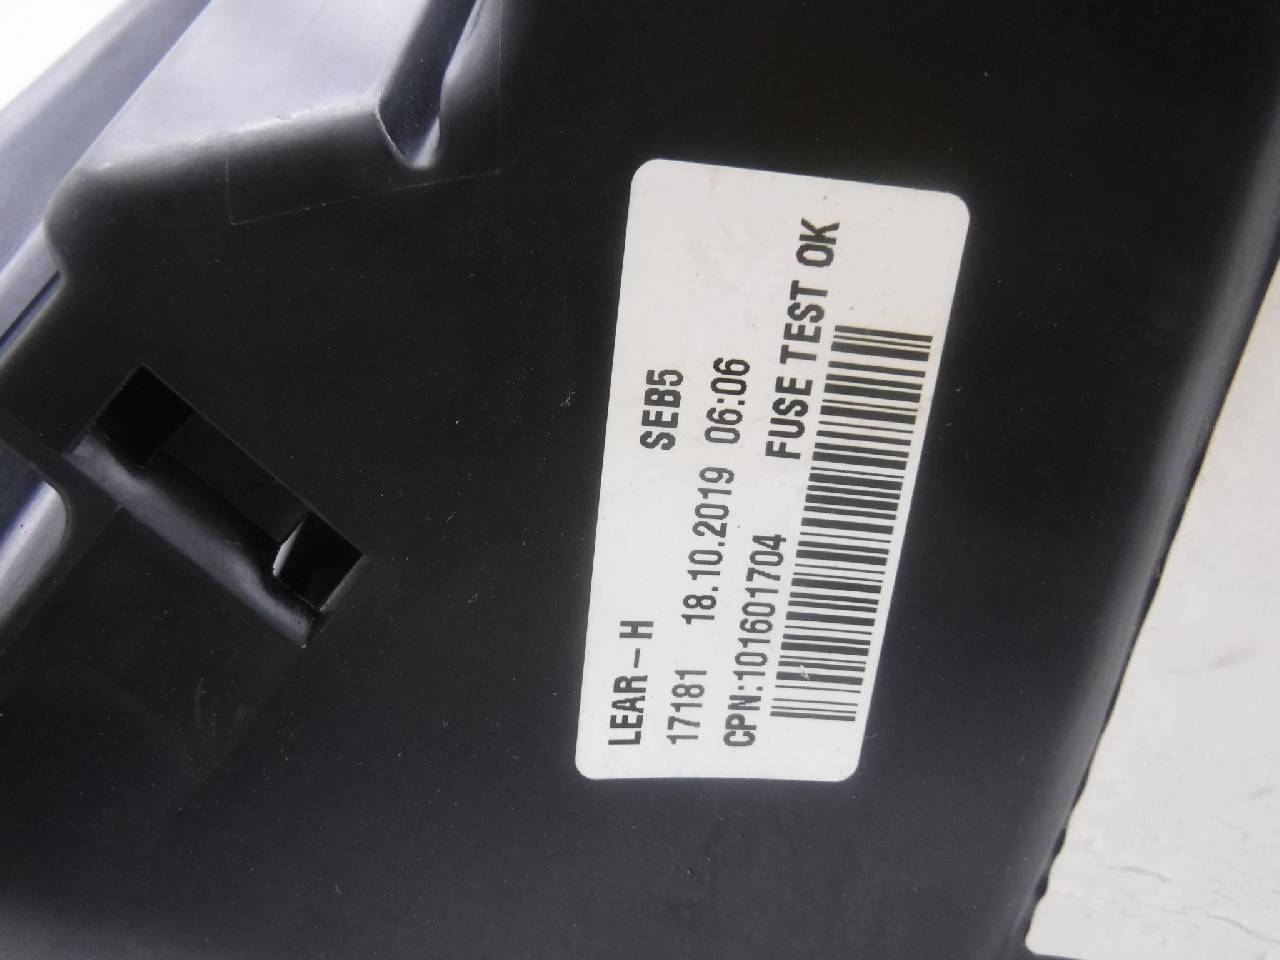 LEAR-H SEB5
17181 18.10.2019 06:06
CPN:101601704 FUSE TEST OK